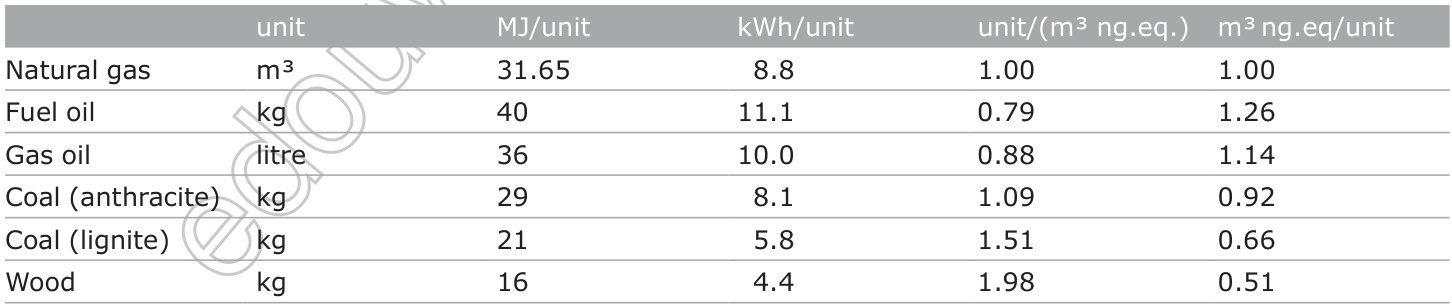 unit MJ/unit kWh/unit unit/(m³ ng.eq.) m³ ng.eq/unit
Natural gas m³ 31.65 8.8 1.00 1.00
Fuel oil kg 40 11.1 0.79 1.26
Gas oil litre 36 10.0 0.88 1.14
Coal (anthracite) kg 29 8.1 1.09 0.92
Coal (lignite) kg 21 5.8 1.51 0.66
Wood kg 16 4.4 1.98 0.51